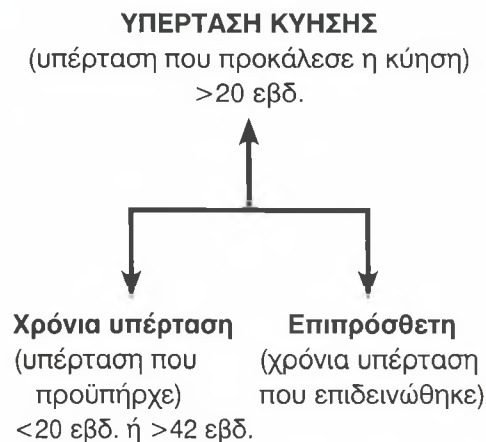 ΥΠΕΡΤΑΣΗ ΚΥΗΣΗΣ
(υπέρταση που προκάλεσε η κύηση)
>20 εβδ.
Χρόνια υπέρταση
(υπέρταση που
προϋπήρχε)
<20 εβδ. ή >42 εβδ.
Επιπρόσθετη
(χρόνια υπέρταση
που επιδεινώθηκε)